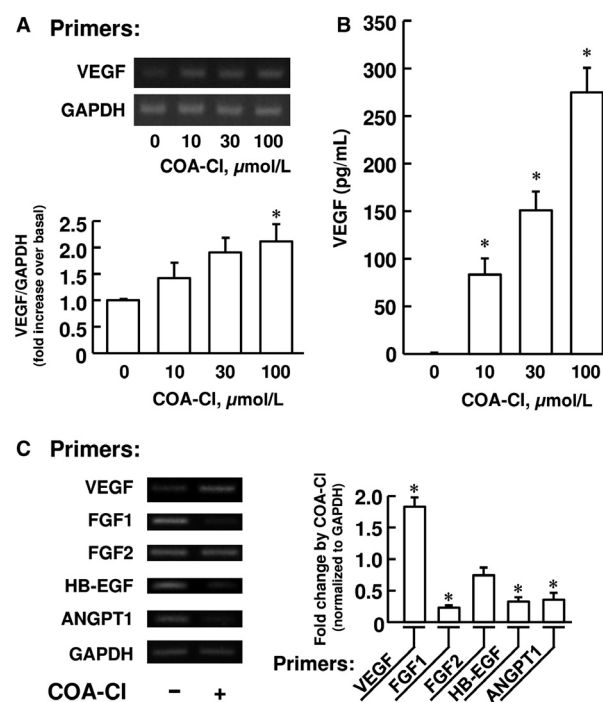 A Primers:
VEGF
GAPDH
0 10 30 100
COA-Cl, µmol/L
VEGF/GAPDH
(fold increase over basal)
2.5
2.0
1.5
1.0
0.5
0
*
0 10 30 100
COA-Cl, µmol/L
B
VEGF (pg/mL)
350
300
250
200
150
100
50
0
*
*
*
0 10 30 100
COA-Cl, µmol/L
C Primers:
VEGF
FGF1
FGF2
HB-EGF
ANGPT1
GAPDH
COA-Cl − +
Fold change by COA-Cl
(normalized to GAPDH)
2.0
1.5
1.0
0.5
0
*
*
*
*
Primers:
VEGF
FGF1
FGF2
HB-EGF
ANGPT1